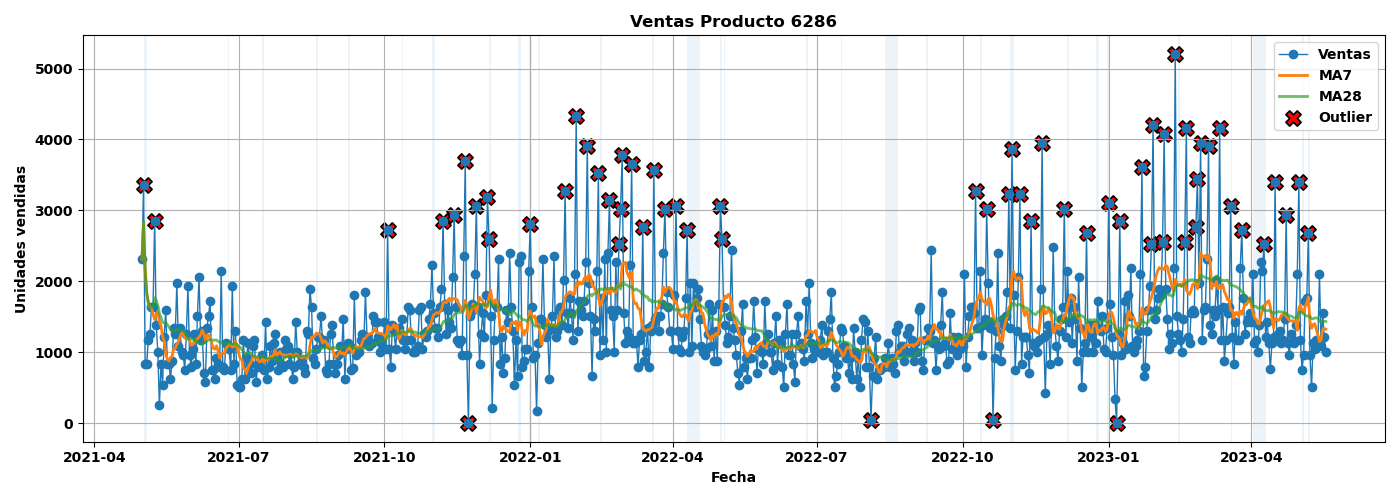 Ventas Producto 6286
Unidades vendidas
5000
4000
3000
2000
1000
0
2021-04
2021-07
2021-10
2022-01
2022-04
2022-07
2022-10
2023-01
2023-04
Fecha
Ventas
MA7
MA28
Outlier